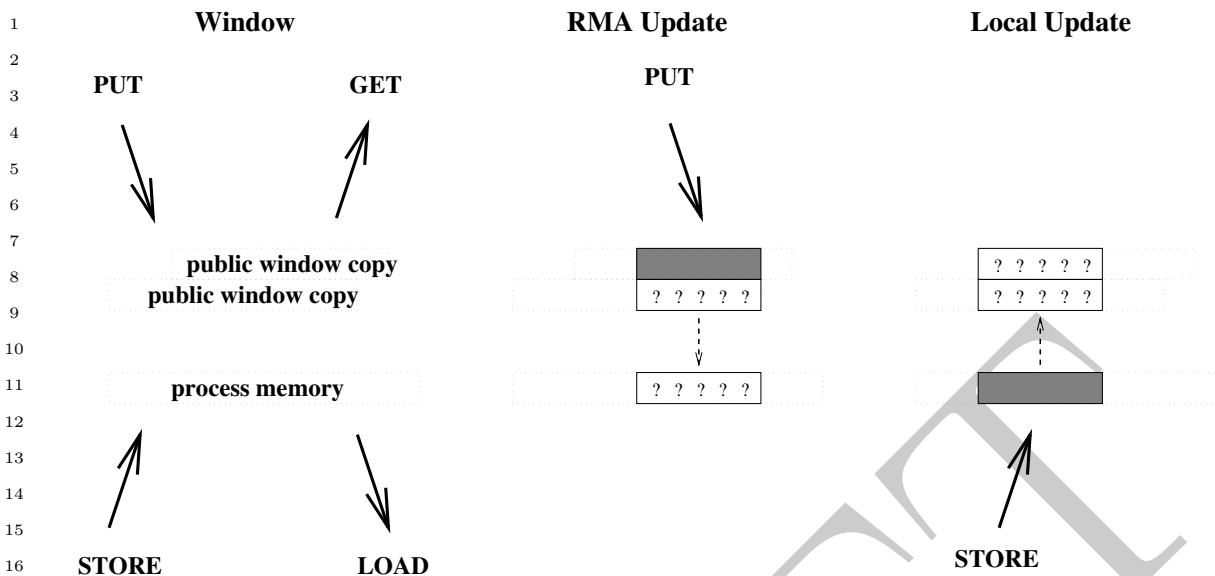 1 Window RMA Update Local Update
2
PUT GET PUT
3
4
5
6
7
public window copy ? ? ? ? ?
8
public window copy ? ? ? ? ? ? ? ? ? ?
9
10
11 process memory ? ? ? ? ?
12
13
14
15
16 STORE LOAD STORE